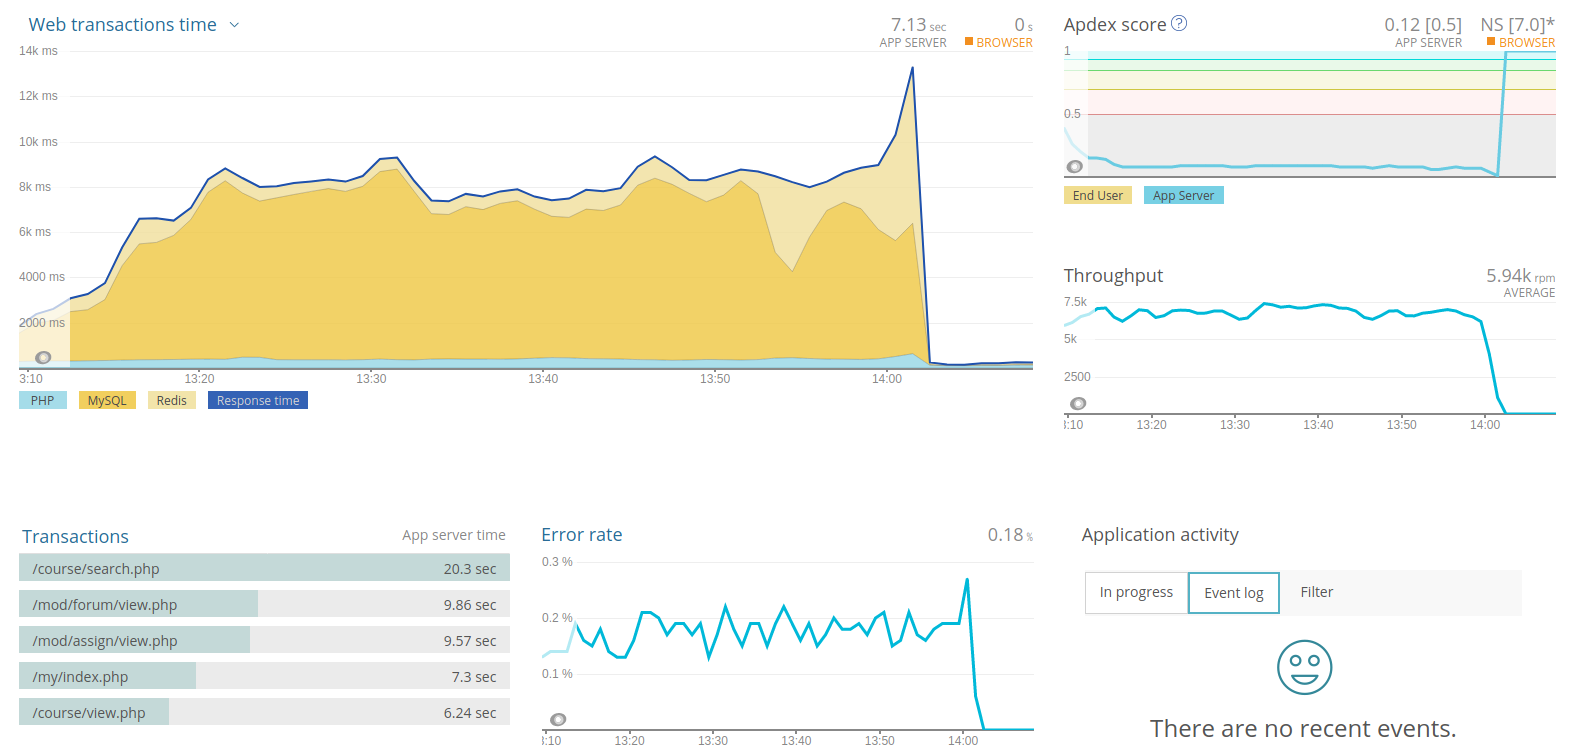 Web transactions time
7.13 sec
APP SERVER
0 s
BROWSER
14k ms
12k ms
10k ms
8k ms
6k ms
4000 ms
2000 ms
3:10 13:20 13:30 13:40 13:50 14:00
PHP MySQL Redis Response time
Apdex score ?
0.12 [0.5]
APP SERVER
NS [7.0]*
BROWSER
1
0.5
End User App Server
Throughput
5.94k rpm
AVERAGE
7.5k
5k
2500
3:10 13:20 13:30 13:40 13:50 14:00
Transactions App server time
/course/search.php 20.3 sec
/mod/forum/view.php 9.86 sec
/mod/assign/view.php 9.57 sec
/my/index.php 7.3 sec
/course/view.php 6.24 sec
Error rate 0.18 %
0.3 %
0.2 %
0.1 %
:10 13:20 13:30 13:40 13:50 14:00
Application activity
In progress Event log Filter
There are no recent events.